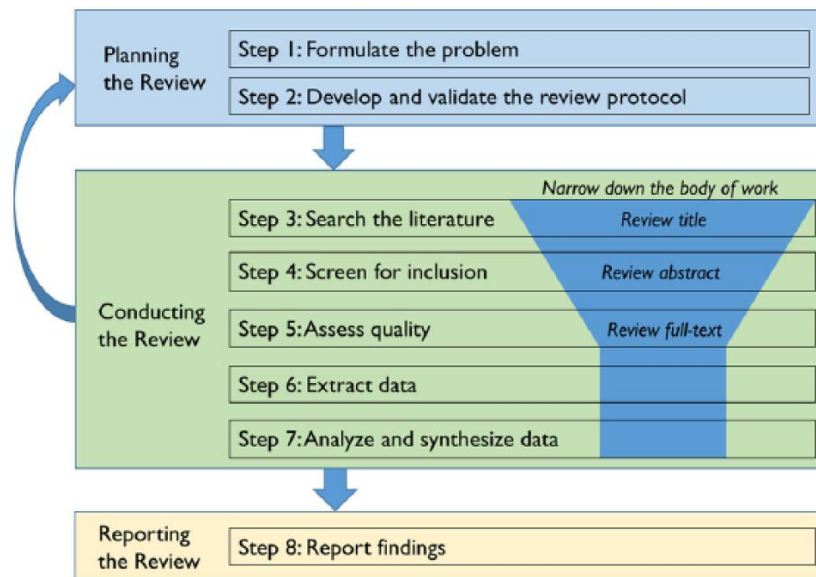 Planning
the Review
Step 1: Formulate the problem
Step 2: Develop and validate the review protocol
Narrow down the body of work
Conducting
the Review
Step 3: Search the literature
Review title
Step 4: Screen for inclusion
Review abstract
Step 5: Assess quality
Review full-text
Step 6: Extract data
Step 7: Analyze and synthesize data
Reporting
the Review
Step 8: Report findings